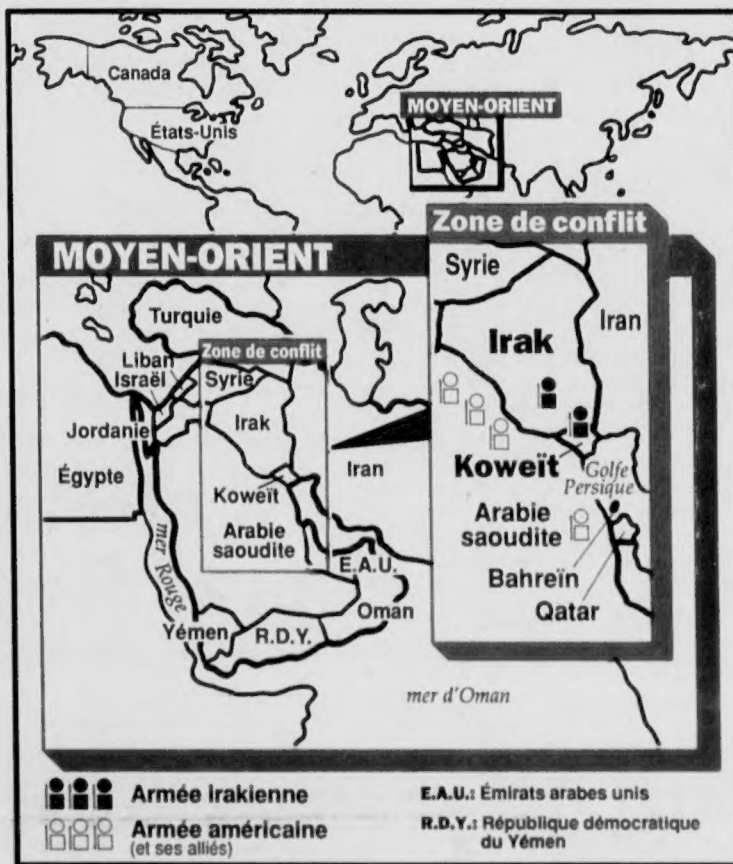 Canada
États-Unis
MOYEN-ORIENT
MOYEN-ORIENT
Turquie
Zone de conflit
Liban
Israël
Syrie
Jordanie
Irak
Iran
Égypte
Koweït
Arabie
saoudite
mer Rouge
E.A.U.
Oman
Yémen
R.D.Y.
mer d'Oman
Zone de conflit
Syrie
Iran
Irak
Koweït
Golfe
Persique
Arabie
saoudite
Bahreïn
Qatar
Armée irakienne
Armée américaine
(et ses alliés)
E.A.U.: Émirats arabes unis
R.D.Y.: République démocratique
du Yémen